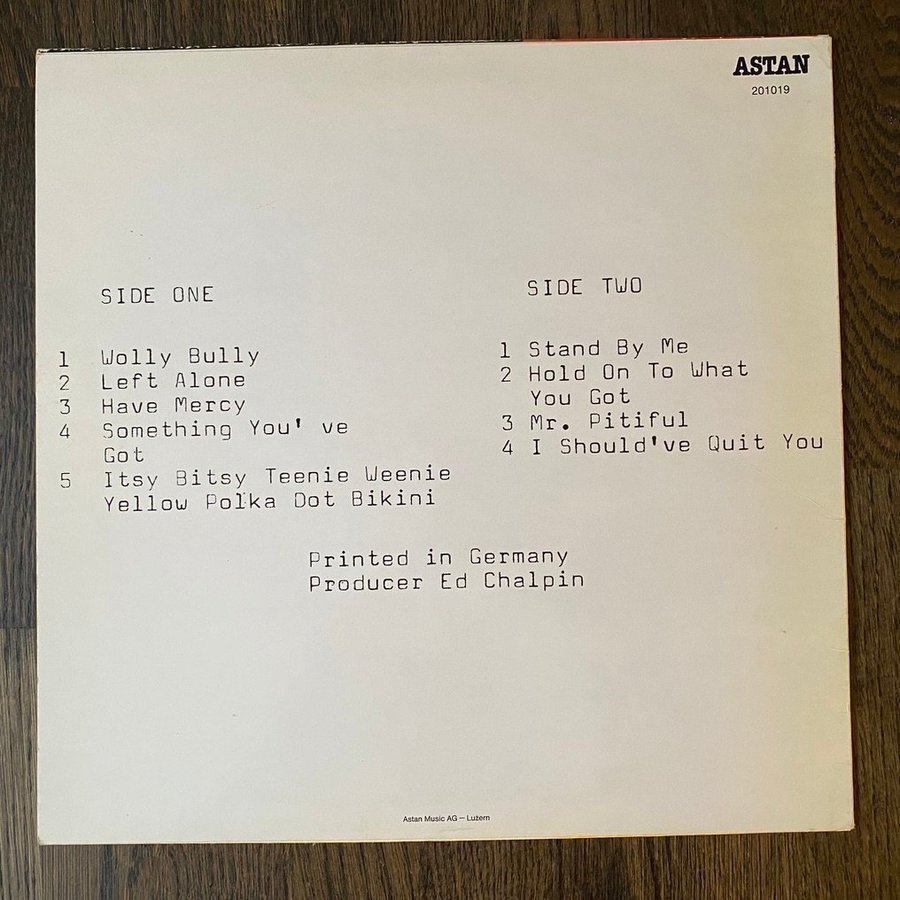 ASTAN
201019
SIDE ONE
1 Wolly Bully
2 Left Alone
3 Have Mercy
4 Something You' ve
Got
5 Itsy Bitsy Teenie Weenie
Yellow Polka Dot Bikini
SIDE TWO
1 Stand By Me
2 Hold On To What
You Got
3 Mr. Pitiful
4 I Should've Quit You
Printed in Germany
Producer Ed Chalpin
Astan Music AG – Luzern